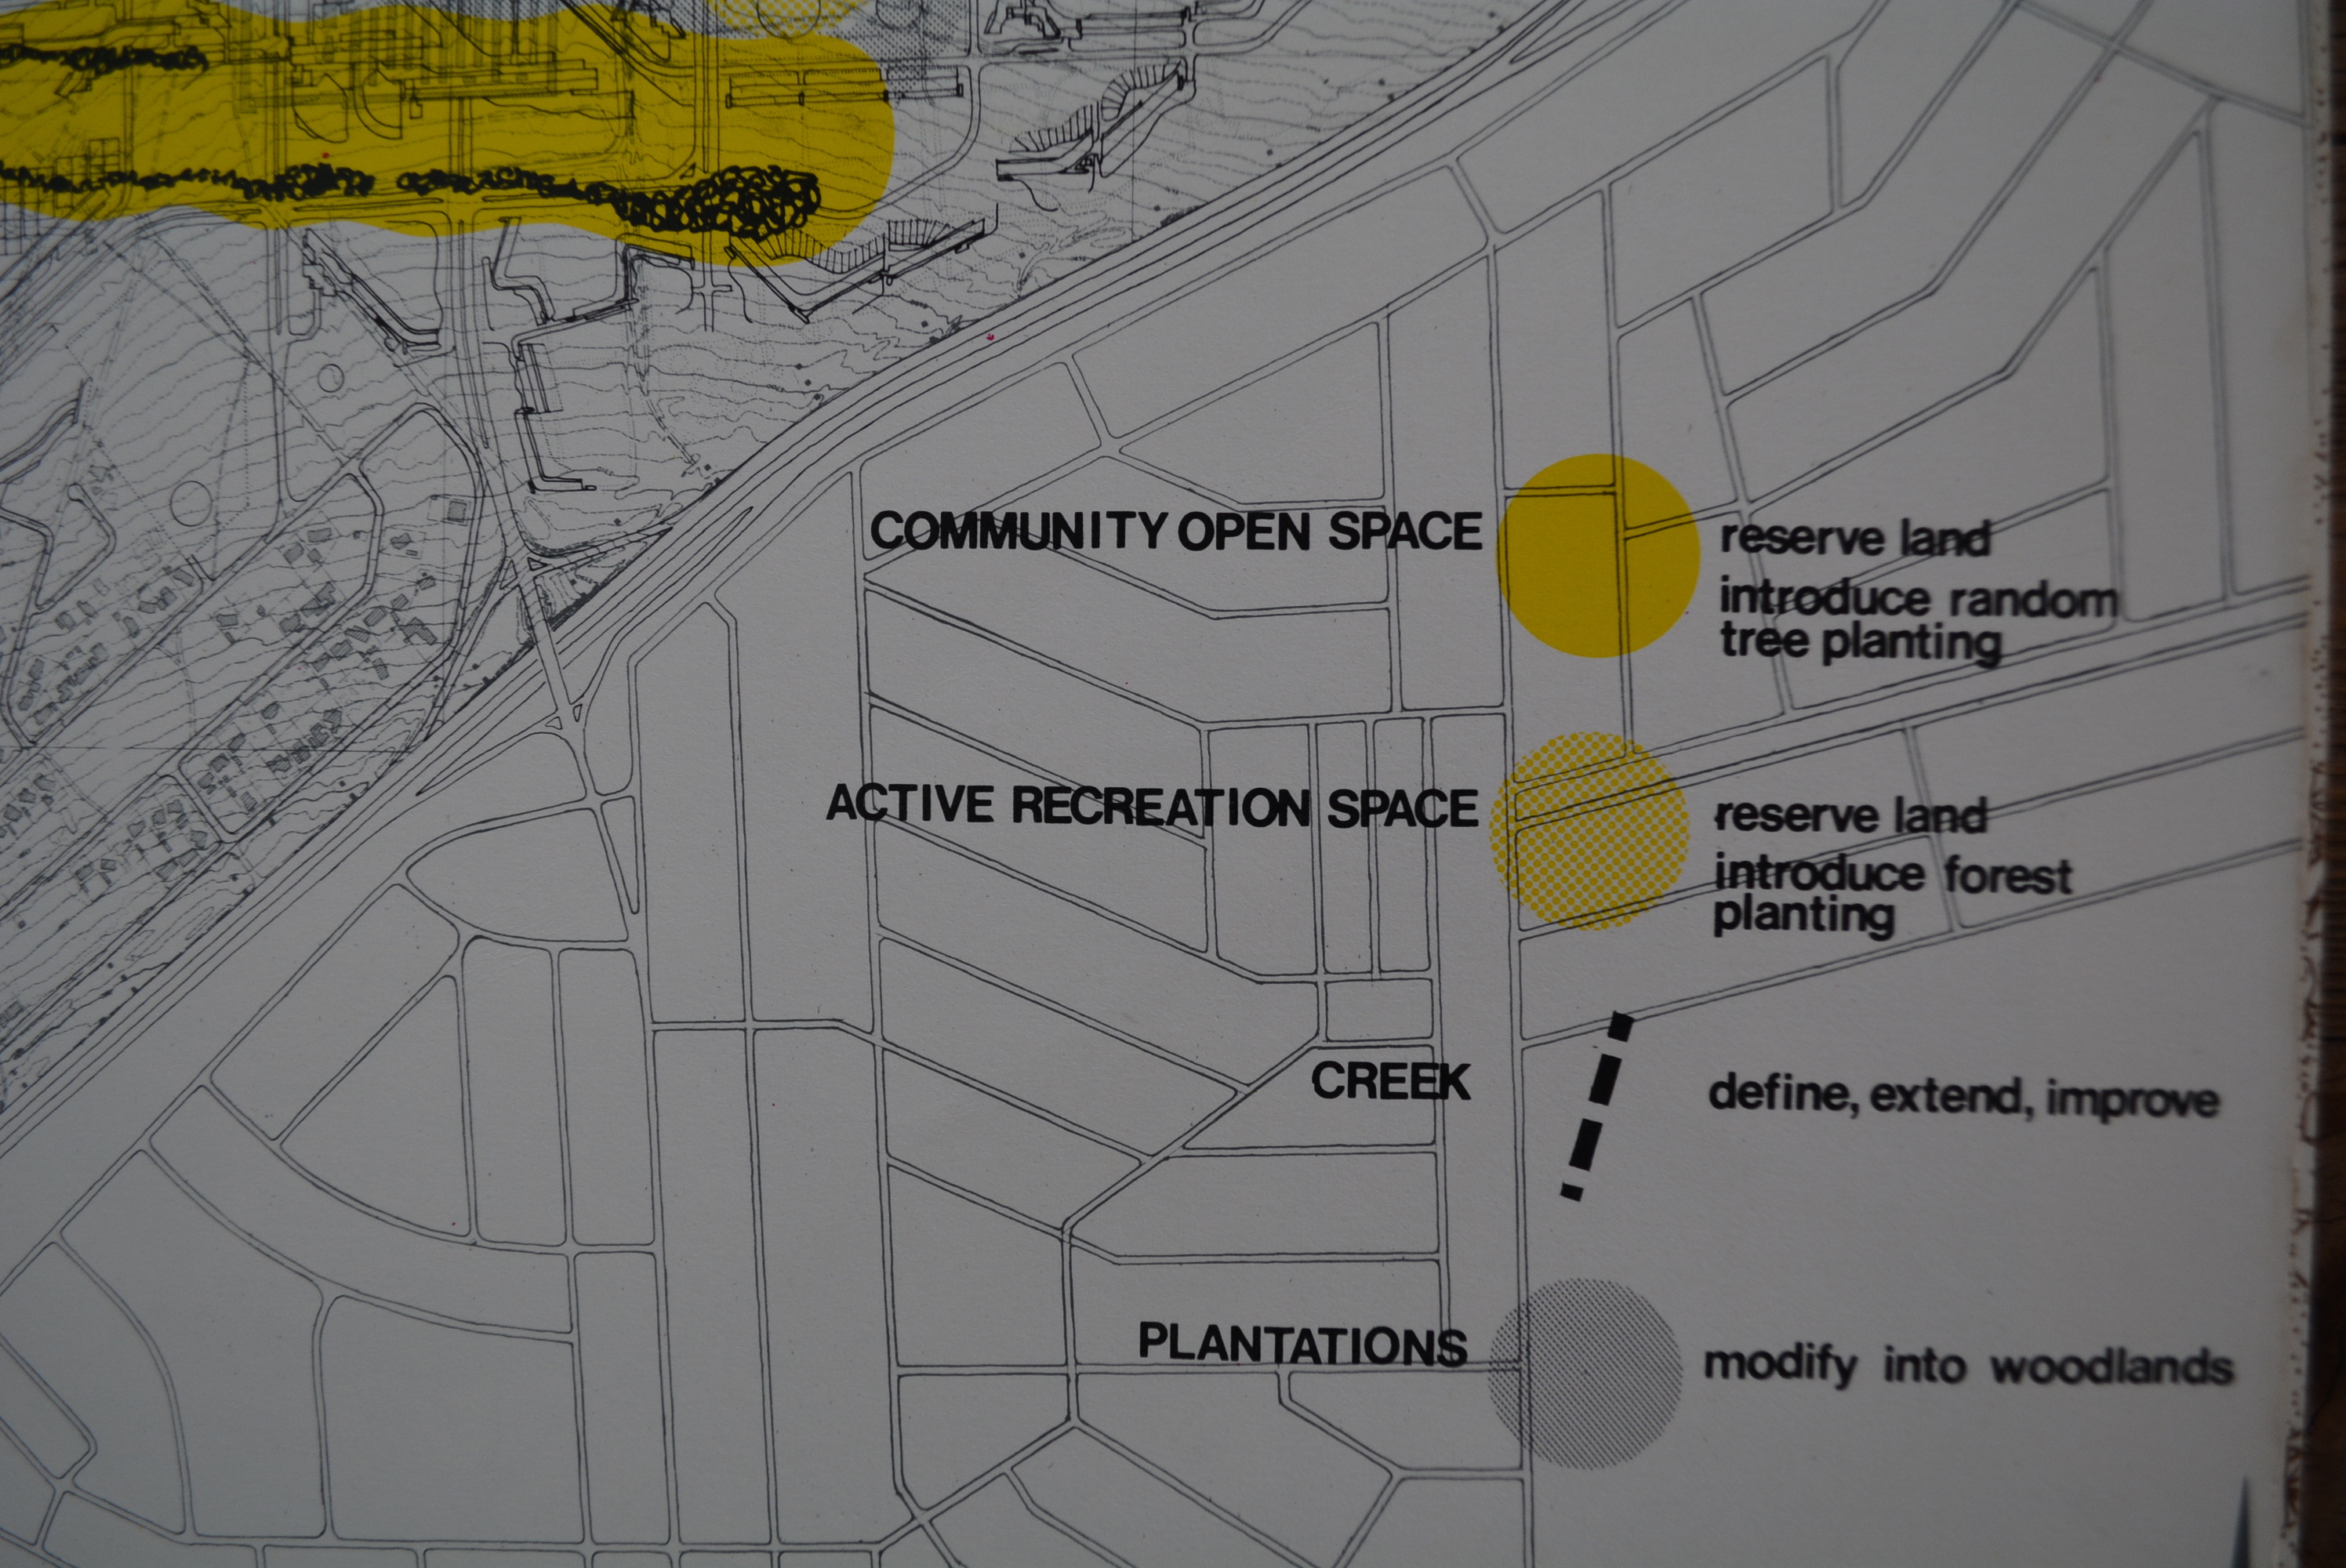 COMMUNITY OPEN SPACE
reserve land
introduce random
tree planting
ACTIVE RECREATION SPACE
reserve land
introduce forest
planting
CREEK
define, extend, improve
PLANTATIONS
modify into woodlands